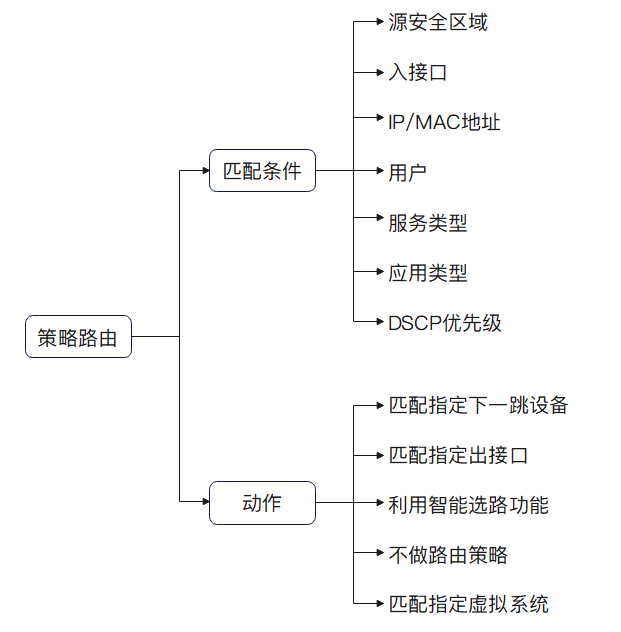 策略路由
匹配条件
源安全区域
入接口
IP/MAC地址
用户
服务类型
应用类型
DSCP优先级
动作
匹配指定下一跳设备
匹配指定出接口
利用智能选路功能
不做路由策略
匹配指定虚拟系统